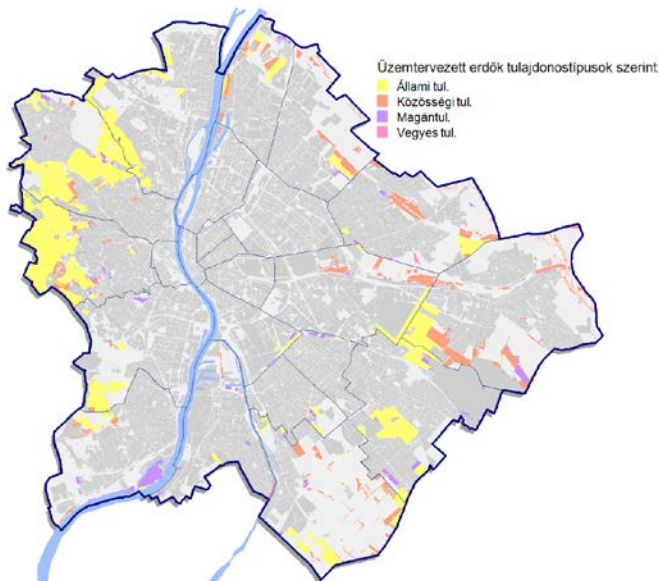 Üzemtervezett erdők tulajdonostípusok szerint
Állami tul.
Közösségi tul.
Magántul.
Vegyes tul.